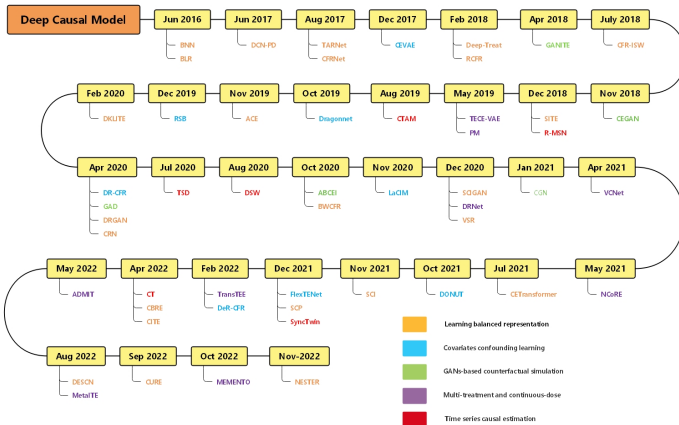 Deep Causal Model
Jun 2016
BNN
BLR
Jun 2017
DCN-PD
Aug 2017
TARNet
CFRNet
Dec 2017
CEVAE
Feb 2018
Deep-Treat
RCFR
Apr 2018
GANITE
July 2018
CFR-ISW
Feb 2020
DKLITE
Dec 2019
RSB
Nov 2019
ACE
Oct 2019
Dragonnet
Aug 2019
CTAM
May 2019
TECE-VAE
PM
Dec 2018
SITE
R-MSN
Nov 2018
CEGAN
Apr 2020
DR-CFR
GAD
DRGAN
CRN
Jul 2020
TSD
Aug 2020
DSW
Oct 2020
ABCEI
BWCFR
Nov 2020
LaCIM
Dec 2020
SCIGAN
DRNet
VSR
Jan 2021
CGN
Apr 2021
VCNet
May 2022
ADMIT
Apr 2022
CT
CBRE
CITE
Feb 2022
TransTEE
DeR-CFR
Dec 2021
FlexTENet
SCP
SyncTwin
Nov 2021
SCI
Oct 2021
DONUT
Jul 2021
CETransformer
May 2021
NCoRE
Aug 2022
DESCN
MetaITE
Sep 2022
CURE
Oct 2022
MEMENTO
Nov-2022
NESTER
Learning balanced representation
Covariates confounding learning
GANs-based counterfactual simulation
Multi-treatment and continuous-dose
Time series causal estimation